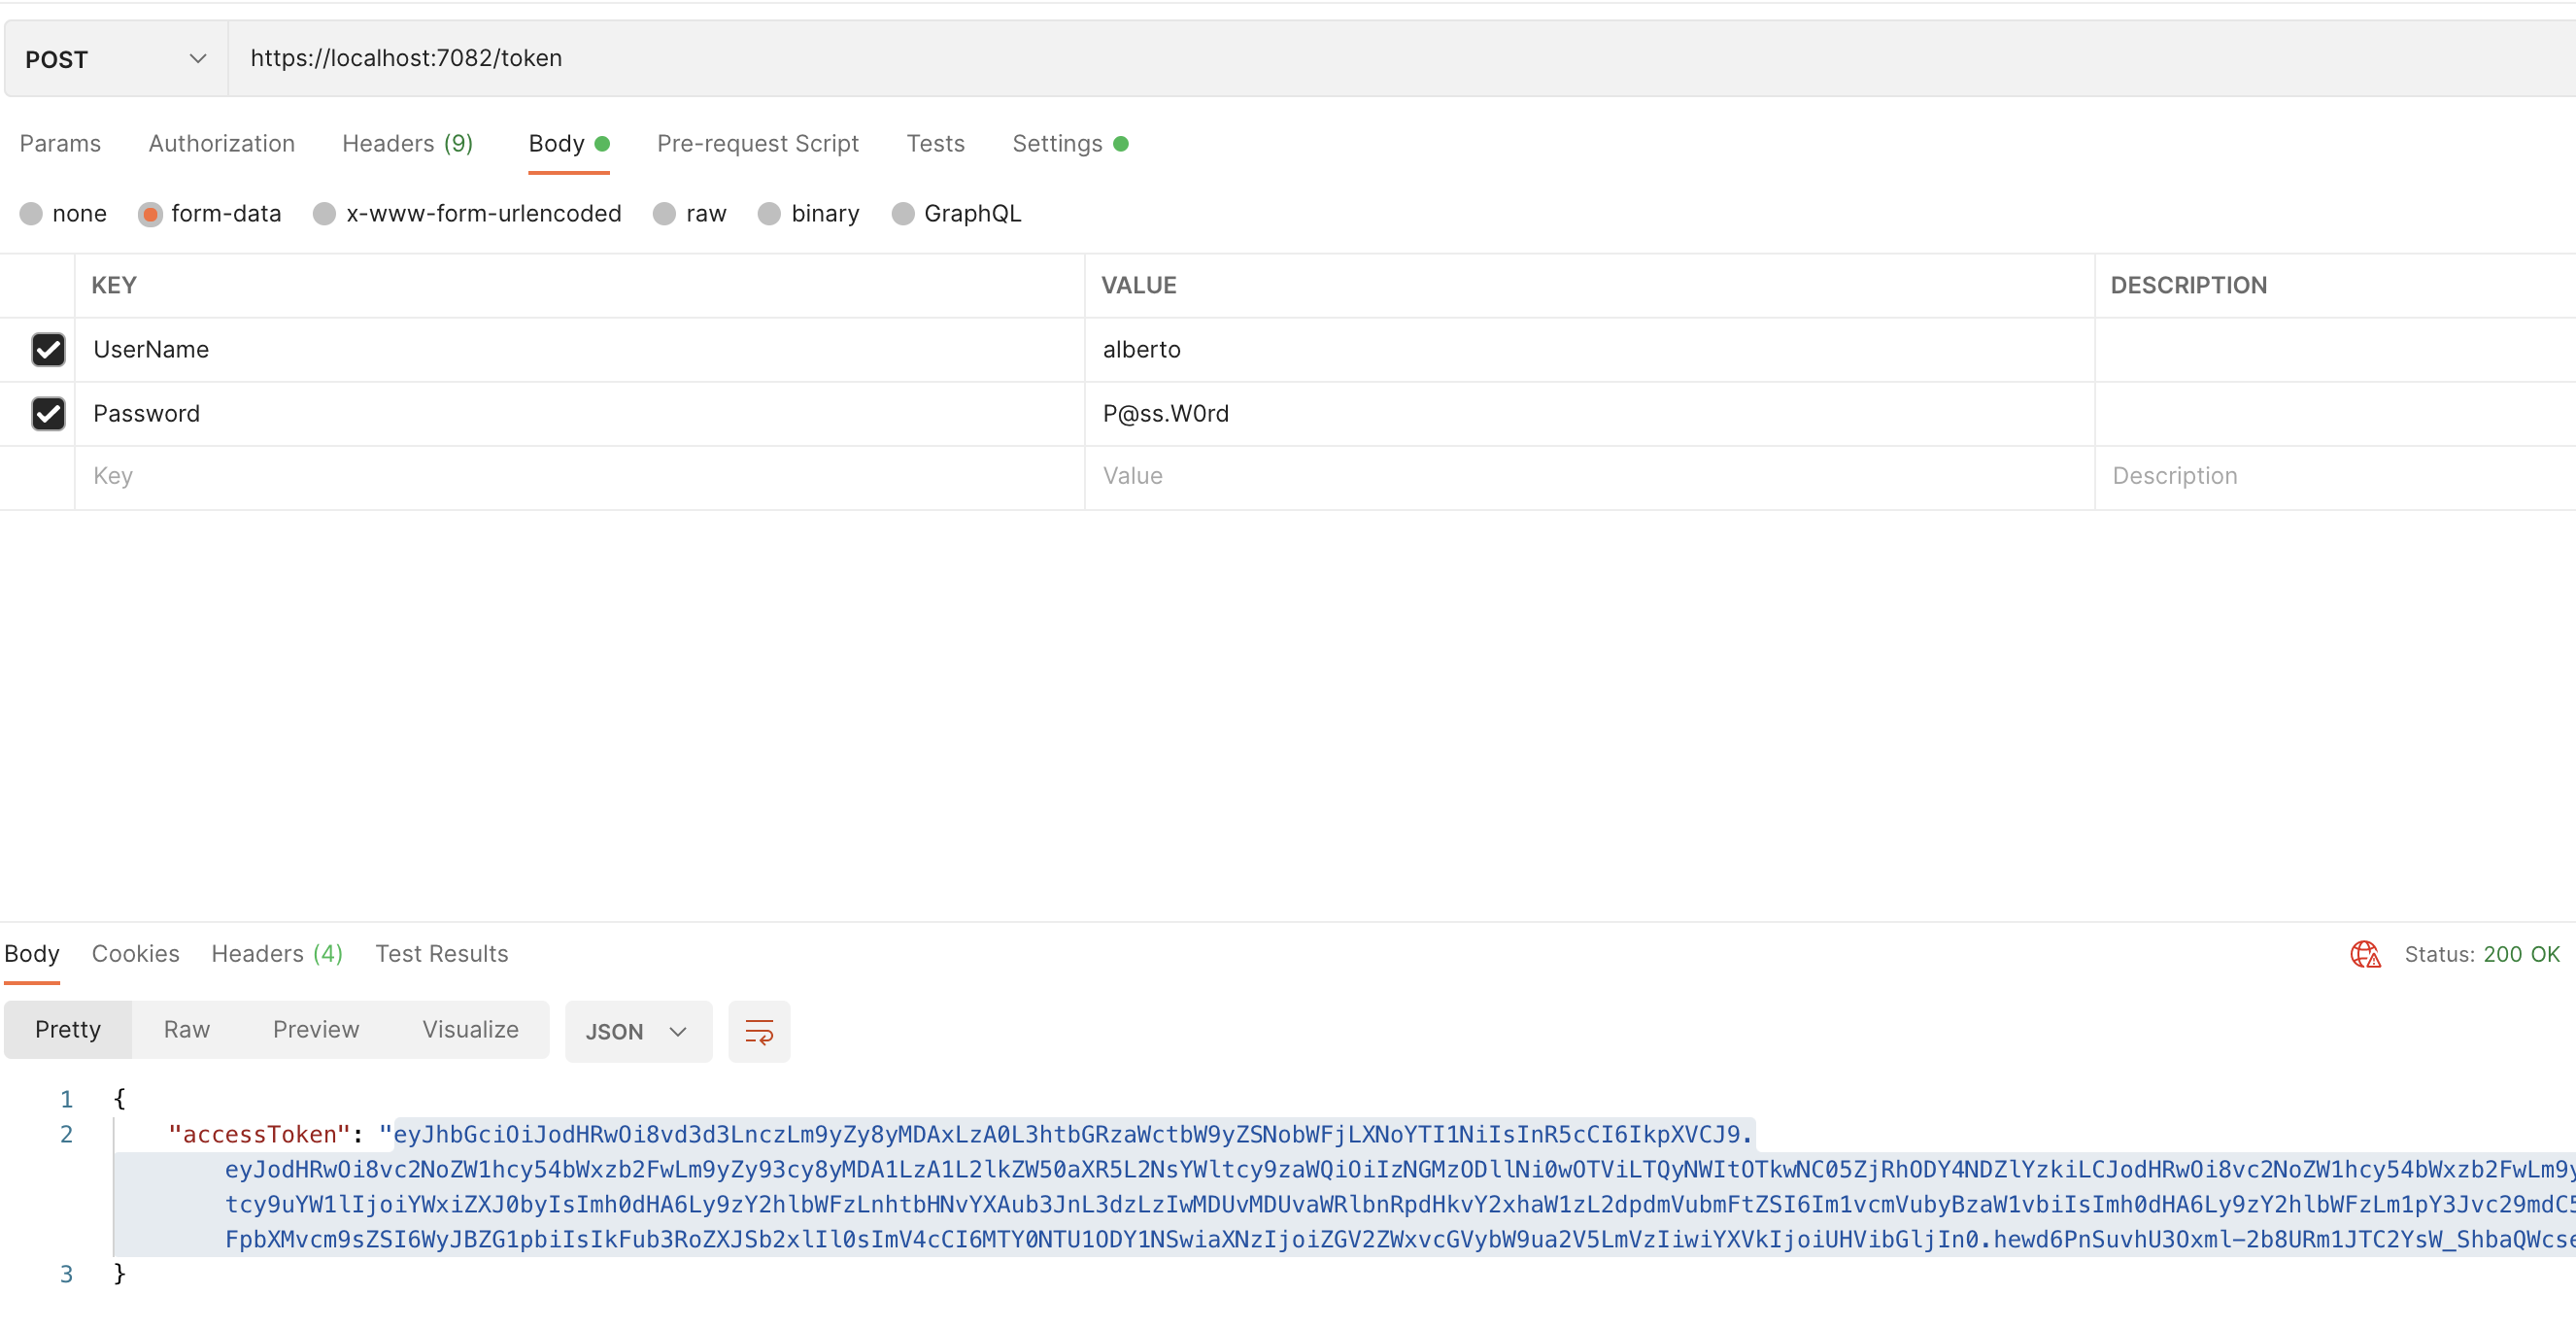 POST https://localhost:7082/token
Params Authorization Headers (9) Body Pre-request Script Tests Settings
none form-data x-www-form-urlencoded raw binary GraphQL
KEY VALUE DESCRIPTION
UserName alberto
Password P@ss.W0rd
Key Value Description
Body Cookies Headers (4) Test Results Status: 200 OK
Pretty Raw Preview Visualize JSON
1 {
2 "accessToken": "eyJhbGciOiJodHRwOi8vd3d3LnczLm9yZy8yMDAxLzA0L3htbGRzaWctbW9yZSNobWFjLXNoYTI1NiIsInR5cCI6IkpXVCJ9.
eyJodHRwOi8vc2NoZW1hcy54bWxzb2FwLm9yZy93cy8yMDA1LzA1L2lkZW50aXR5L2NsYWltcy9zaWQiOiIzNGMzODllNi0wOTViLTQyNWItOTkwNC05ZjRhODY4NDZlYzkiLCJodHRwOi8vc2NoZW1hcy54bWxzb2FwLm9y
tcy9uYW1lIjoiYWxiZXJ0byIsImh0dHA6Ly9zY2hlbWFzLnhtbHNvYXAub3JnL3dzLzIwMDUvMDUvaWRlbnRpdHkvY2xhaW1zL2dpdmVubmFtZSI6Im1vcmVubyBzaW1vbiIsImh0dHA6Ly9zY2hlbWFzLm1pY3Jvc29mdC5
FpbXMvcm9sZSI6WyJBZG1pbiIsIkFub3RoZXJSb2xlIl0sImV4cCI6MTY0NTU1ODY1NSwiaXNzIjoiZGV2ZWxvcGVybW9ua2V5LmVzIiwiYXVkIjoiUHVibGljIn0.hewd6PnSuvhU3Oxml-2b8URm1JTC2YsW_ShbaQWcse
3 }